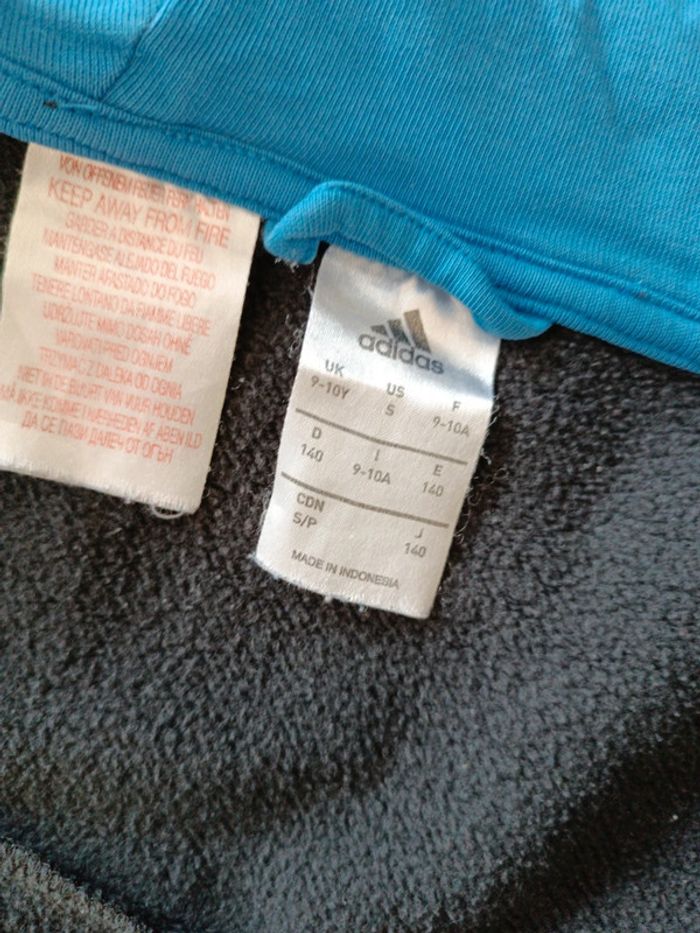 VON OFFENEM FEUER FERNHALTEN
KEEP AWAY FROM FIRE
GARDER A DISTANCE DU FEU
MANTENGASE ALEJADO DEL FUEGO
MANTER AFASTADO DO FOGO
TENERE LONTANO DA FIAMME LIBERE
UDRŽUJTE MIMO DOSAH OHNĚ
VAROVATI PRED OGNJEM
TRZYMAĆ Z DALEKA OD OGNIA
NIET IN DE BUURT VAN VUUR HOUDEN
MÅ IKKE KOMME I NÆRHEDEN AF ÅBEN ILD
ДА СЕ ПАЗИ ДАЛЕЧ ОТ ОГЪН
adidas
UK US F
9-10Y S 9-10A
D I E
140 9-10A 140
CDN J
S/P 140
MADE IN INDONESIA